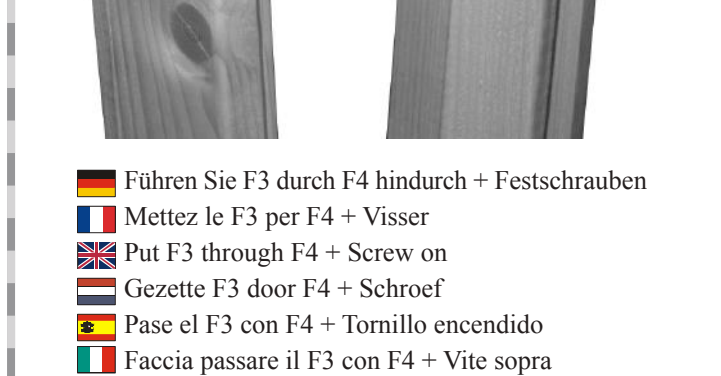 Führen Sie F3 durch F4 hindurch + Festschrauben
Mettez le F3 per F4 + Visser
Put F3 through F4 + Screw on
Gezette F3 door F4 + Schroef
Pase el F3 con F4 + Tornillo encendido
Faccia passare il F3 con F4 + Vite sopra